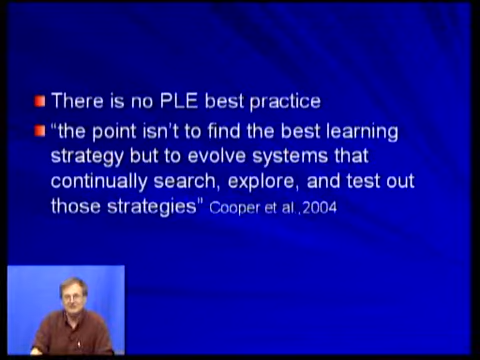 There is no PLE best practice
“the point isn’t to find the best learning
strategy but to evolve systems that
continually search, explore, and test out
those strategies” Cooper et al.,2004